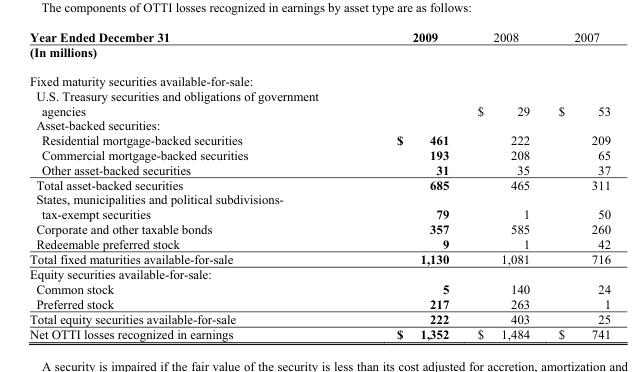 The components of OTTI losses recognized in earnings by asset type are as follows:
Year Ended December 31 2009 2008 2007
(In millions)
Fixed maturity securities available-for-sale:
U.S. Treasury securities and obligations of government
agencies $ 29 $ 53
Asset-backed securities:
Residential mortgage-backed securities $ 461 222 209
Commercial mortgage-backed securities 193 208 65
Other asset-backed securities 31 35 37
Total asset-backed securities 685 465 311
States, municipalities and political subdivisions-
tax-exempt securities 79 1 50
Corporate and other taxable bonds 357 585 260
Redeemable preferred stock 9 1 42
Total fixed maturities available-for-sale 1,130 1,081 716
Equity securities available-for-sale:
Common stock 5 140 24
Preferred stock 217 263 1
Total equity securities available-for-sale 222 403 25
Net OTTI losses recognized in earnings $ 1,352 $ 1,484 $ 741
A security is impaired if the fair value of the security is less than its cost adjusted for accretion, amortization and